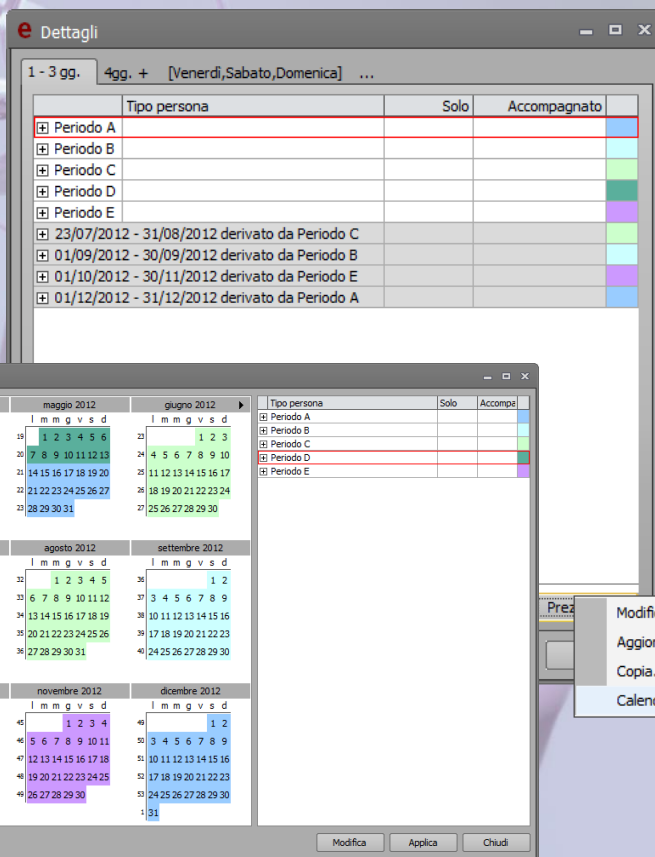 e Dettagli
1 - 3 gg. 4gg. + [Venerdì,Sabato,Domenica] ...
Tipo persona Solo Accompagnato
Periodo A
Periodo B
Periodo C
Periodo D
Periodo E
23/07/2012 - 31/08/2012 derivato da Periodo C
01/09/2012 - 30/09/2012 derivato da Periodo B
01/10/2012 - 30/11/2012 derivato da Periodo E
01/12/2012 - 31/12/2012 derivato da Periodo A
maggio 2012
l m m g v s d
19 1 2 3 4 5 6
20 7 8 9 10 11 12 13
21 14 15 16 17 18 19 20
22 21 22 23 24 25 26 27
23 28 29 30 31
giugno 2012
l m m g v s d
23 1 2 3
24 4 5 6 7 8 9 10
25 11 12 13 14 15 16 17
26 18 19 20 21 22 23 24
27 25 26 27 28 29 30
agosto 2012
l m m g v s d
32 1 2 3 4 5
33 6 7 8 9 10 11 12
34 13 14 15 16 17 18 19
35 20 21 22 23 24 25 26
36 27 28 29 30 31
settembre 2012
l m m g v s d
36 1 2
37 3 4 5 6 7 8 9
38 10 11 12 13 14 15 16
39 17 18 19 20 21 22 23
40 24 25 26 27 28 29 30
novembre 2012
l m m g v s d
45 1 2 3 4
46 5 6 7 8 9 10 11
47 12 13 14 15 16 17 18
48 19 20 21 22 23 24 25
49 26 27 28 29 30
dicembre 2012
l m m g v s d
49 1 2
50 3 4 5 6 7 8 9
51 10 11 12 13 14 15 16
52 17 18 19 20 21 22 23
53 24 25 26 27 28 29 30
1 31
Tipo persona Solo Accompa
Periodo A
Periodo B
Periodo C
Periodo D
Periodo E
Modifica Applica Chiudi
Prez
Modifi
Aggior
Copia.
Calend